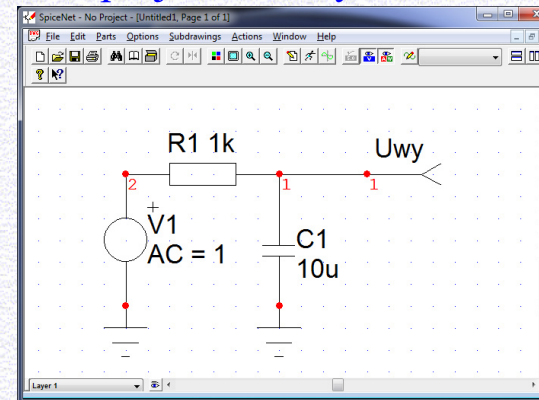 SpiceNet - No Project - [Untitled1, Page 1 of 1]
File Edit Parts Options Subdrawings Actions Window Help
R1 1k
Uwy
2
1
1
V1
AC = 1
C1
10u
Layer 1